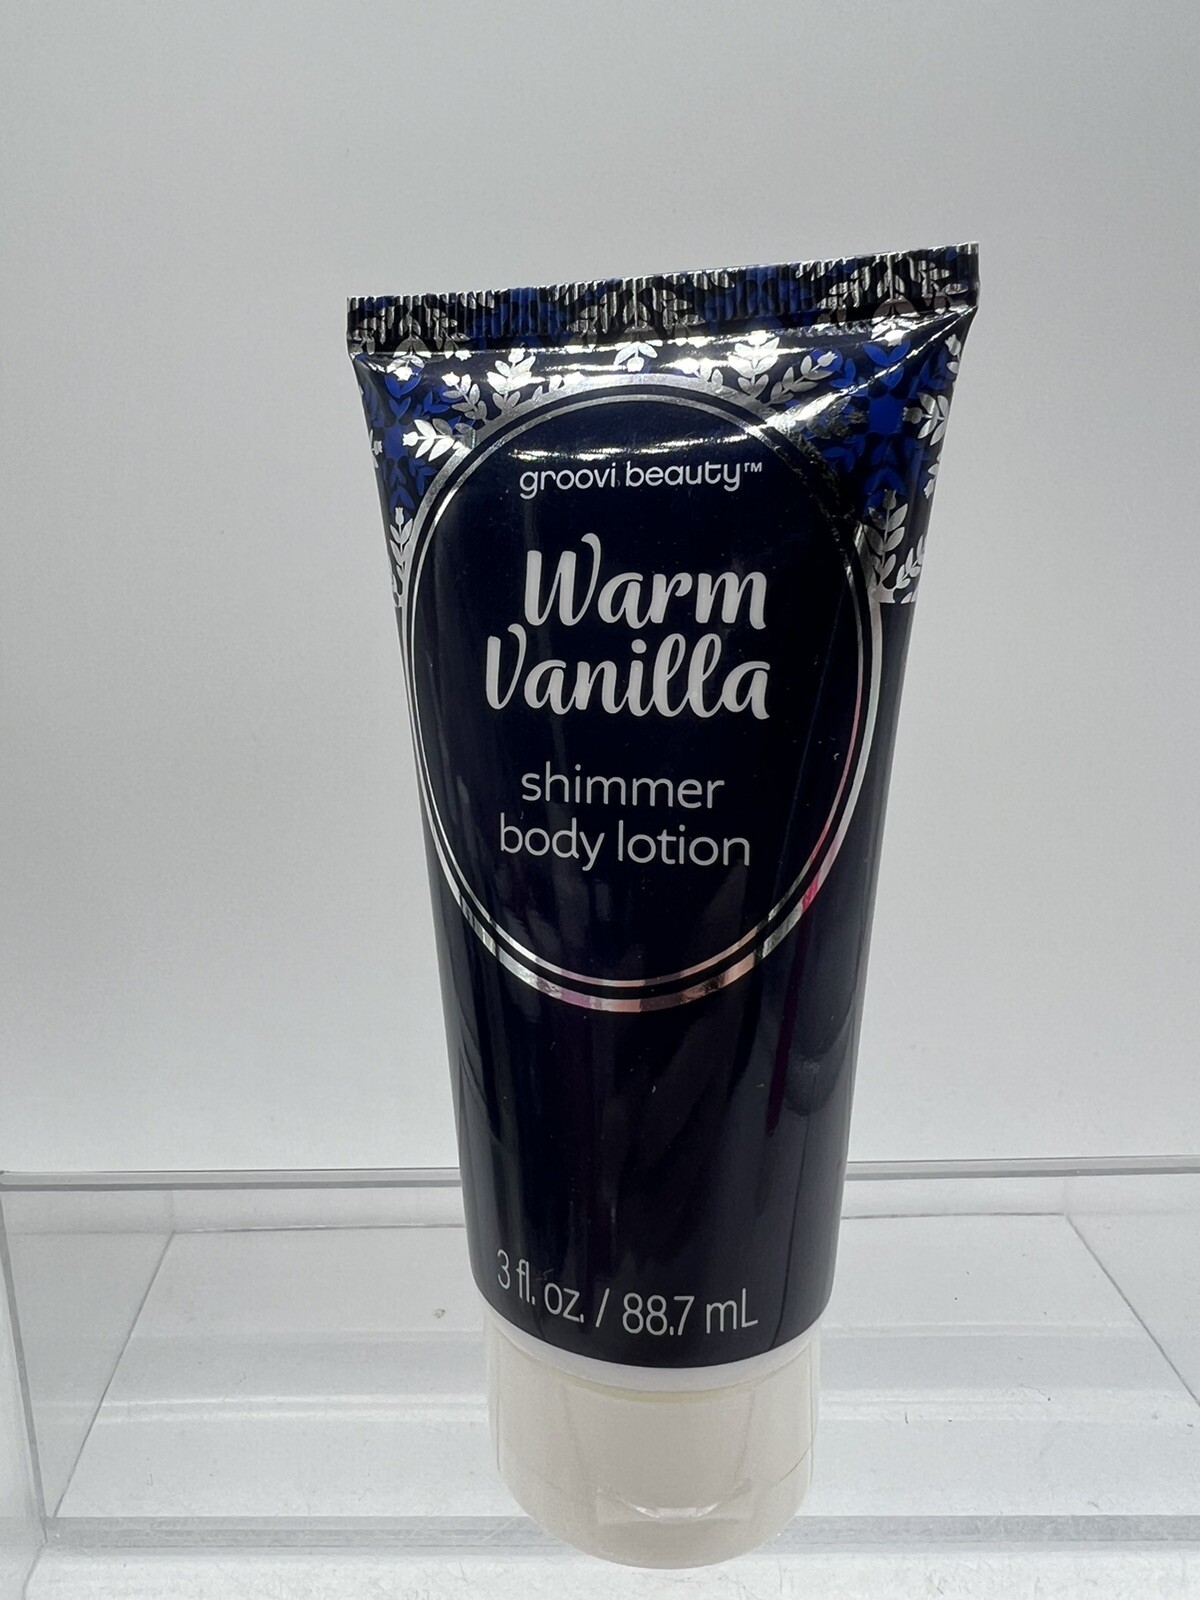 groovi beauty™
Warm
Vanilla
shimmer
body lotion
3 fl. oz. / 88.7 mL